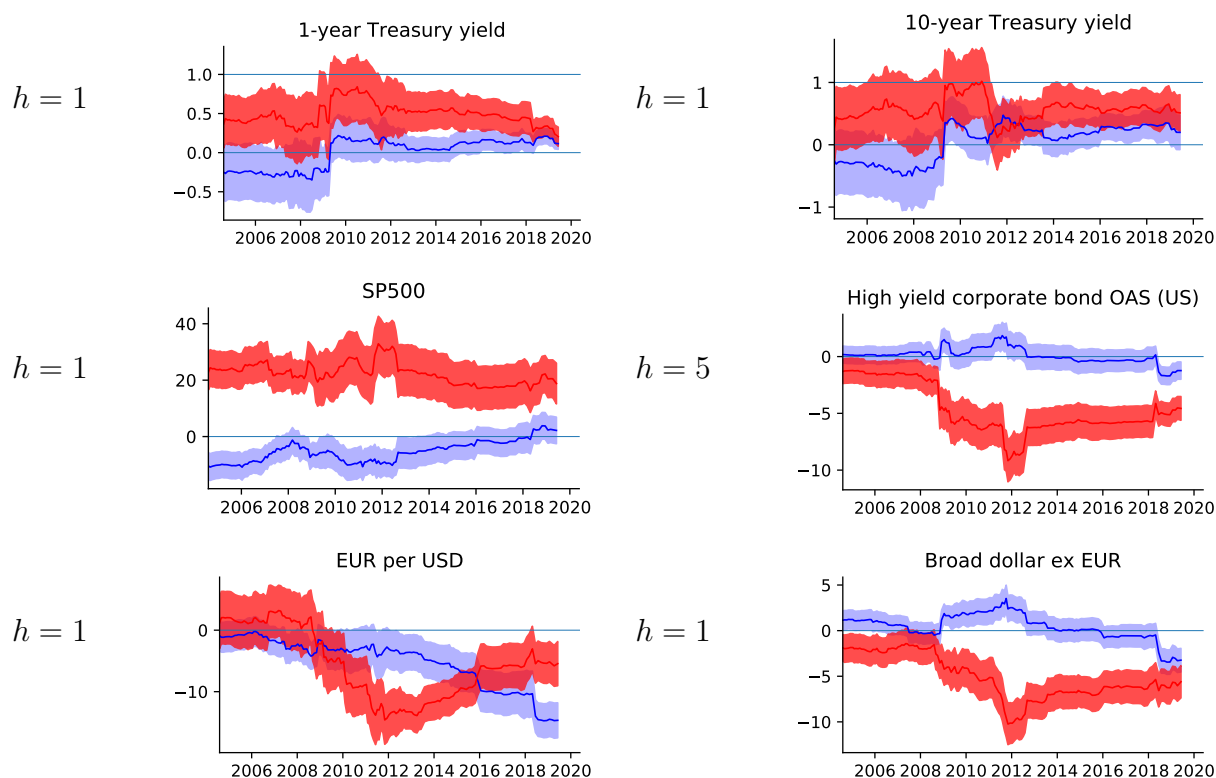 1-year Treasury yield
h = 1
1.0
0.5
0.0
−0.5
2006 2008 2010 2012 2014 2016 2018 2020
10-year Treasury yield
h = 1
1
0
−1
2006 2008 2010 2012 2014 2016 2018 2020
SP500
h = 1
40
20
0
2006 2008 2010 2012 2014 2016 2018 2020
High yield corporate bond OAS (US)
h = 5
0
−5
−10
2006 2008 2010 2012 2014 2016 2018 2020
EUR per USD
h = 1
0
−10
2006 2008 2010 2012 2014 2016 2018 2020
Broad dollar ex EUR
h = 1
5
0
−5
−10
2006 2008 2010 2012 2014 2016 2018 2020